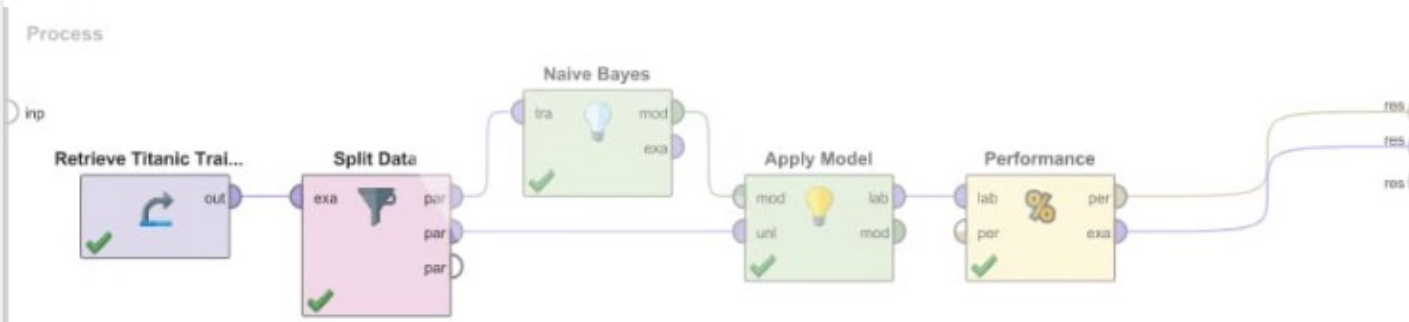 Process
inp
Retrieve Titanic Trai...
out
Split Data
exa
par
par
par
Naive Bayes
tra
mod
exa
Apply Model
mod
unl
lab
mod
Performance
lab
per
per
exa
res
res
res